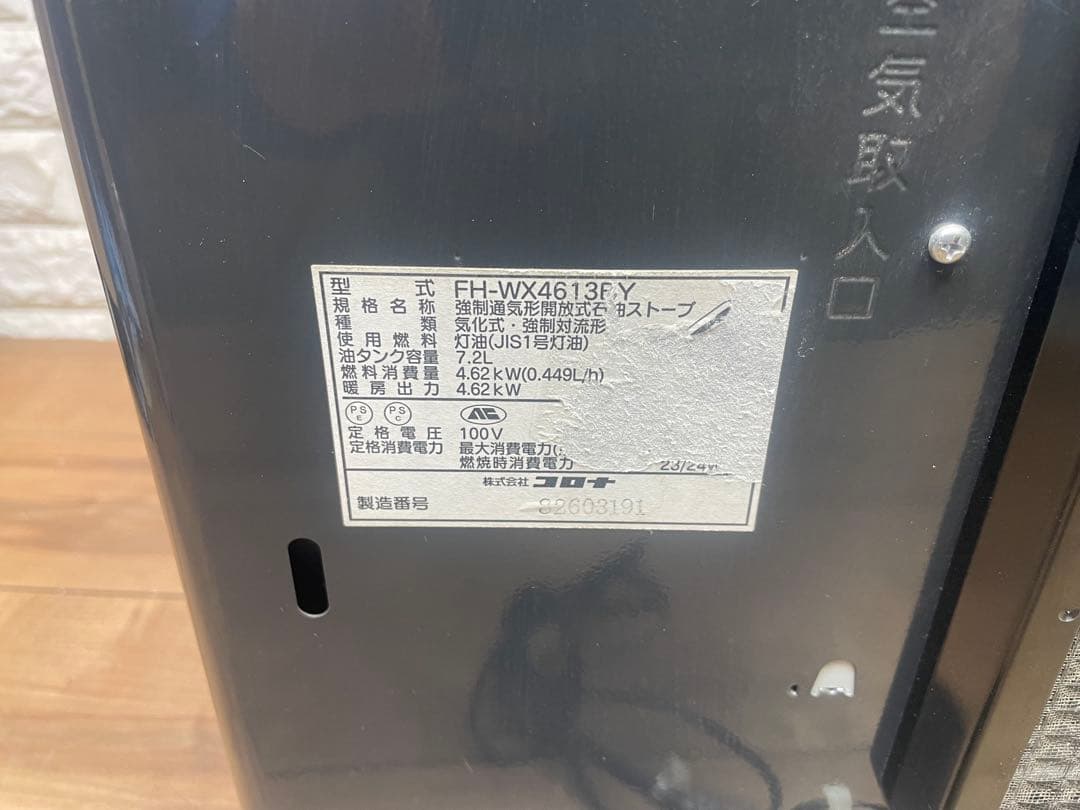 空気取入口
型式 FH-WX4613BY
規格名称 強制通気形開放式石油ストーブ
種類 気化式・強制対流形
使用燃料 灯油(JIS1号灯油)
油タンク容量 7.2L
燃料消費量 4.62kW(0.449L/h)
暖房出力 4.62kW
PS E PS C
定格電圧 100V
定格消費電力 最大消費電力(
燃焼時消費電力 23/24W
株式会社 コロナ
製造番号 82603191